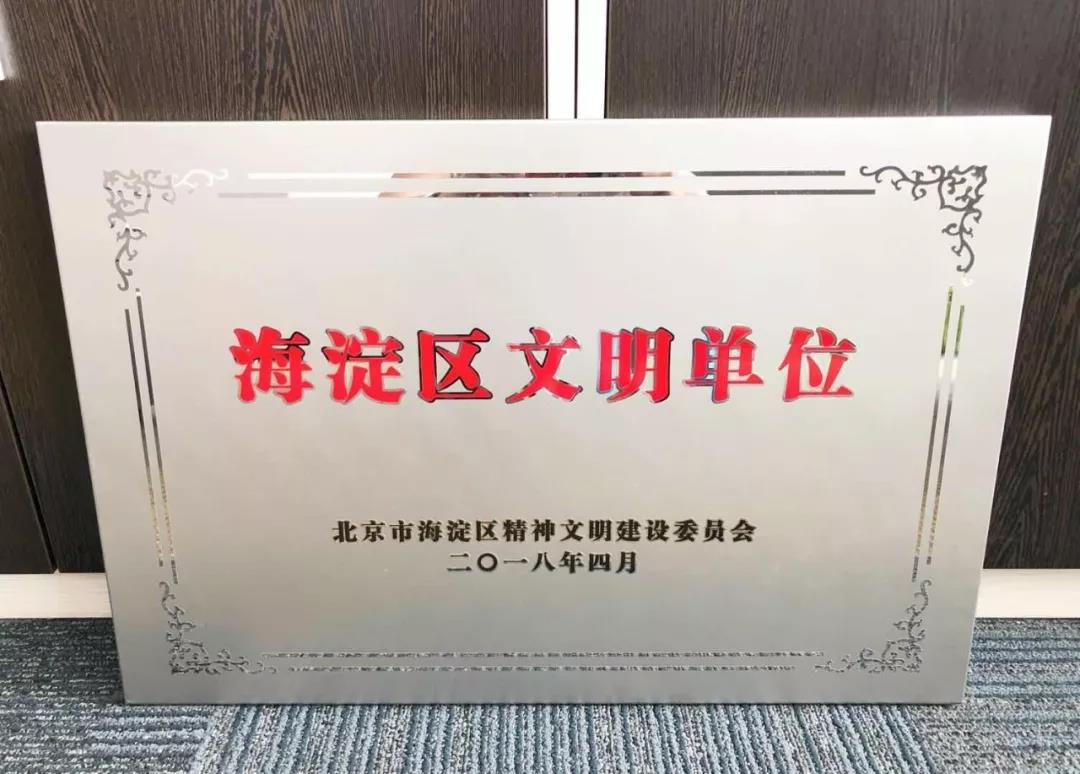 海淀区文明单位
北京市海淀区精神文明建设委员会
二〇一八年四月